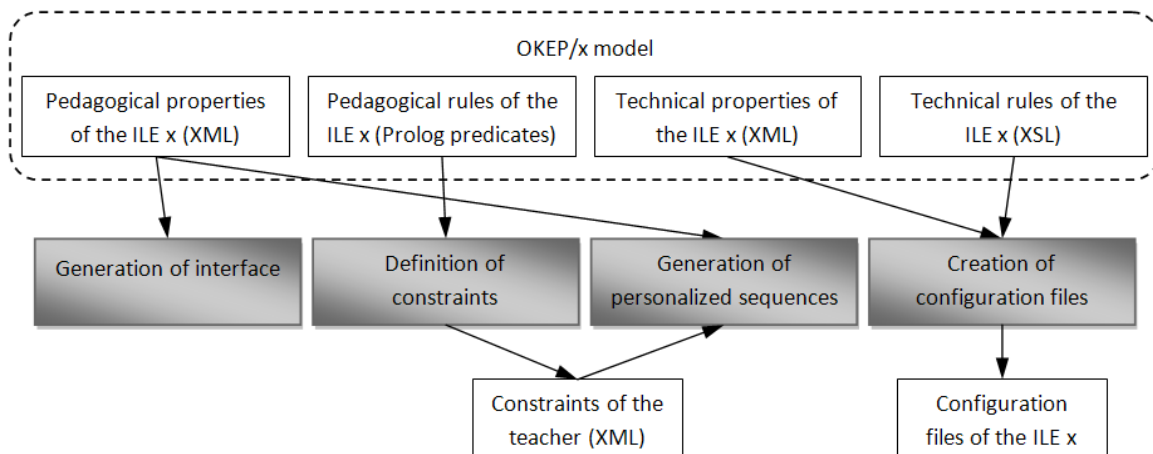 OKEP/x model
Pedagogical properties
of the ILE x (XML)
Pedagogical rules of the
ILE x (Prolog predicates)
Technical properties of
the ILE x (XML)
Technical rules of the
ILE x (XSL)
Generation of interface
Definition of
constraints
Generation of
personalized sequences
Creation of
configuration files
Constraints of the
teacher (XML)
Configuration
files of the ILE x